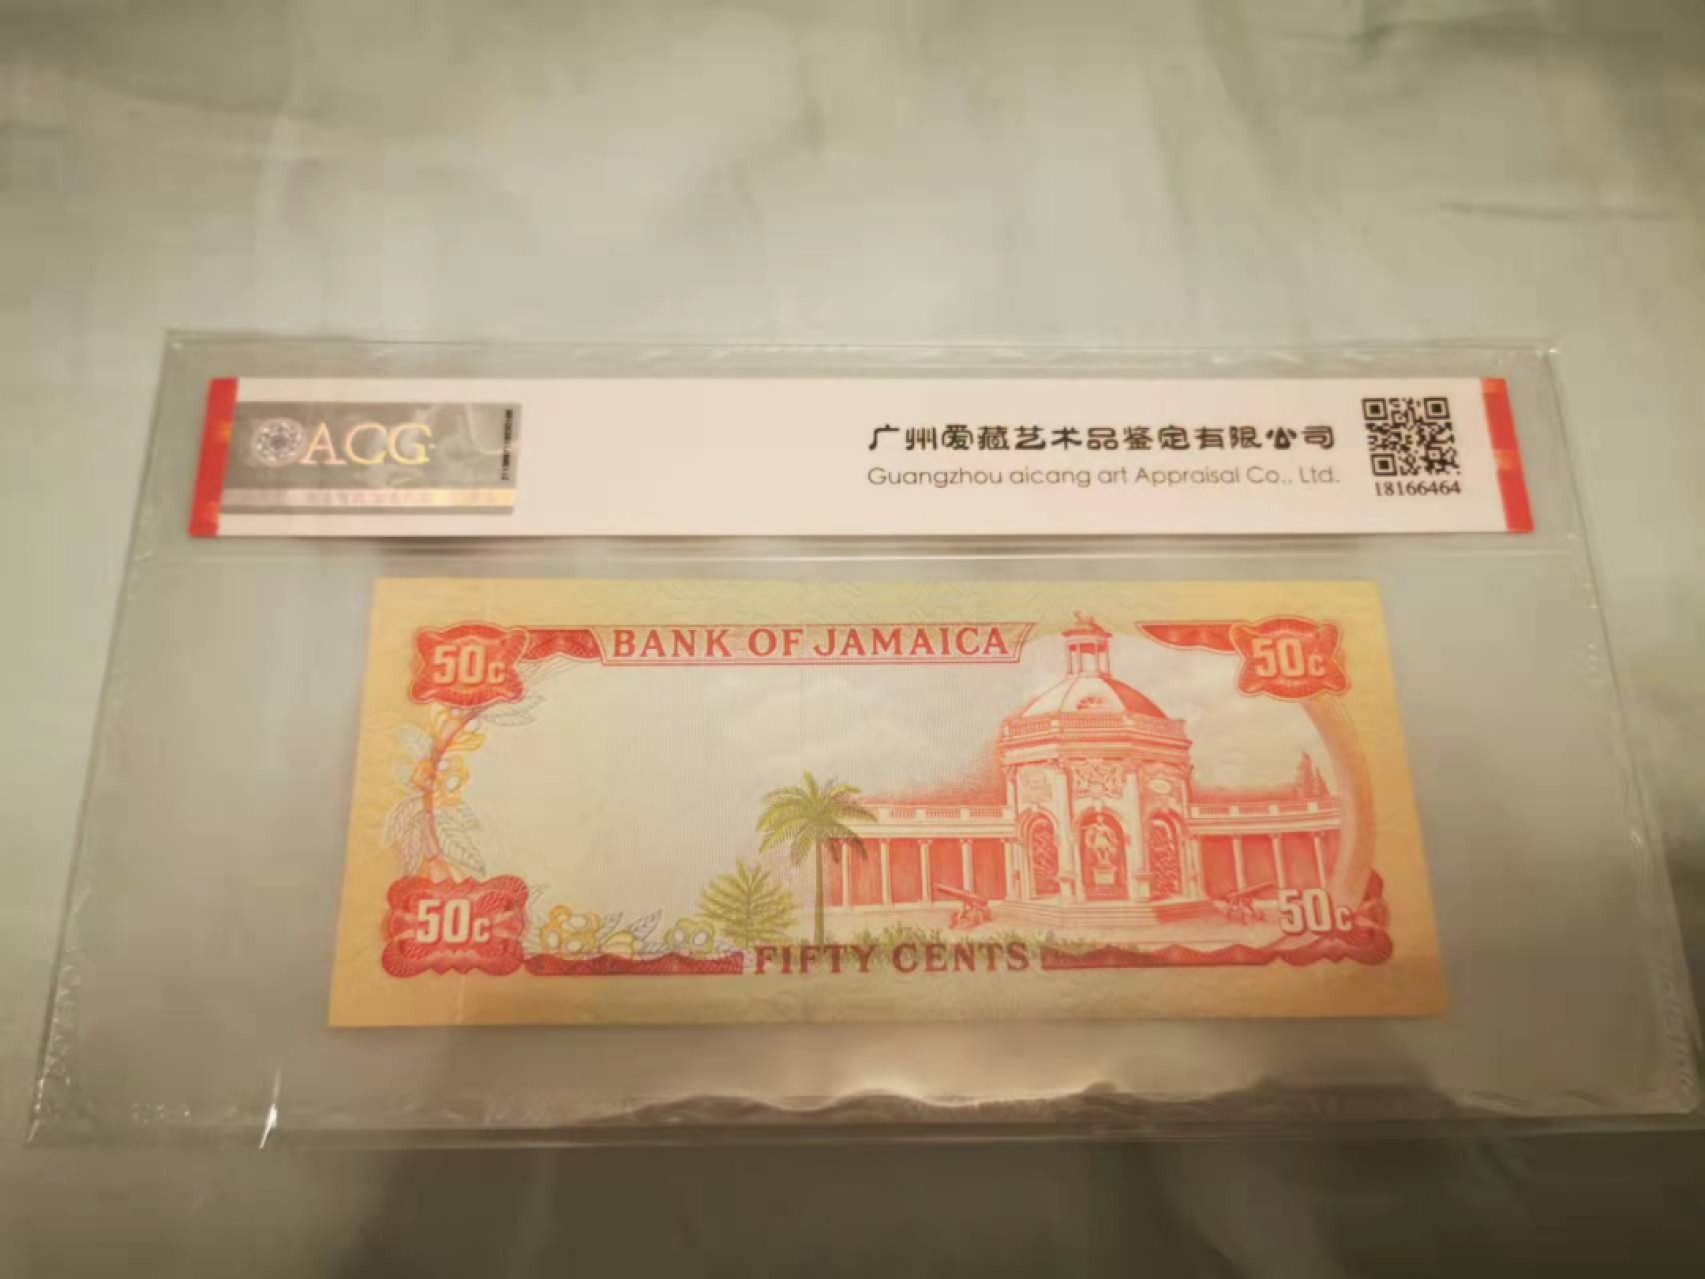 ACG
广州爱藏艺术品鉴定有限公司
Guangzhou aicang art Appraisal Co., Ltd.
18166464
50c
BANK OF JAMAICA
50c
50c
50c
FIFTY CENTS